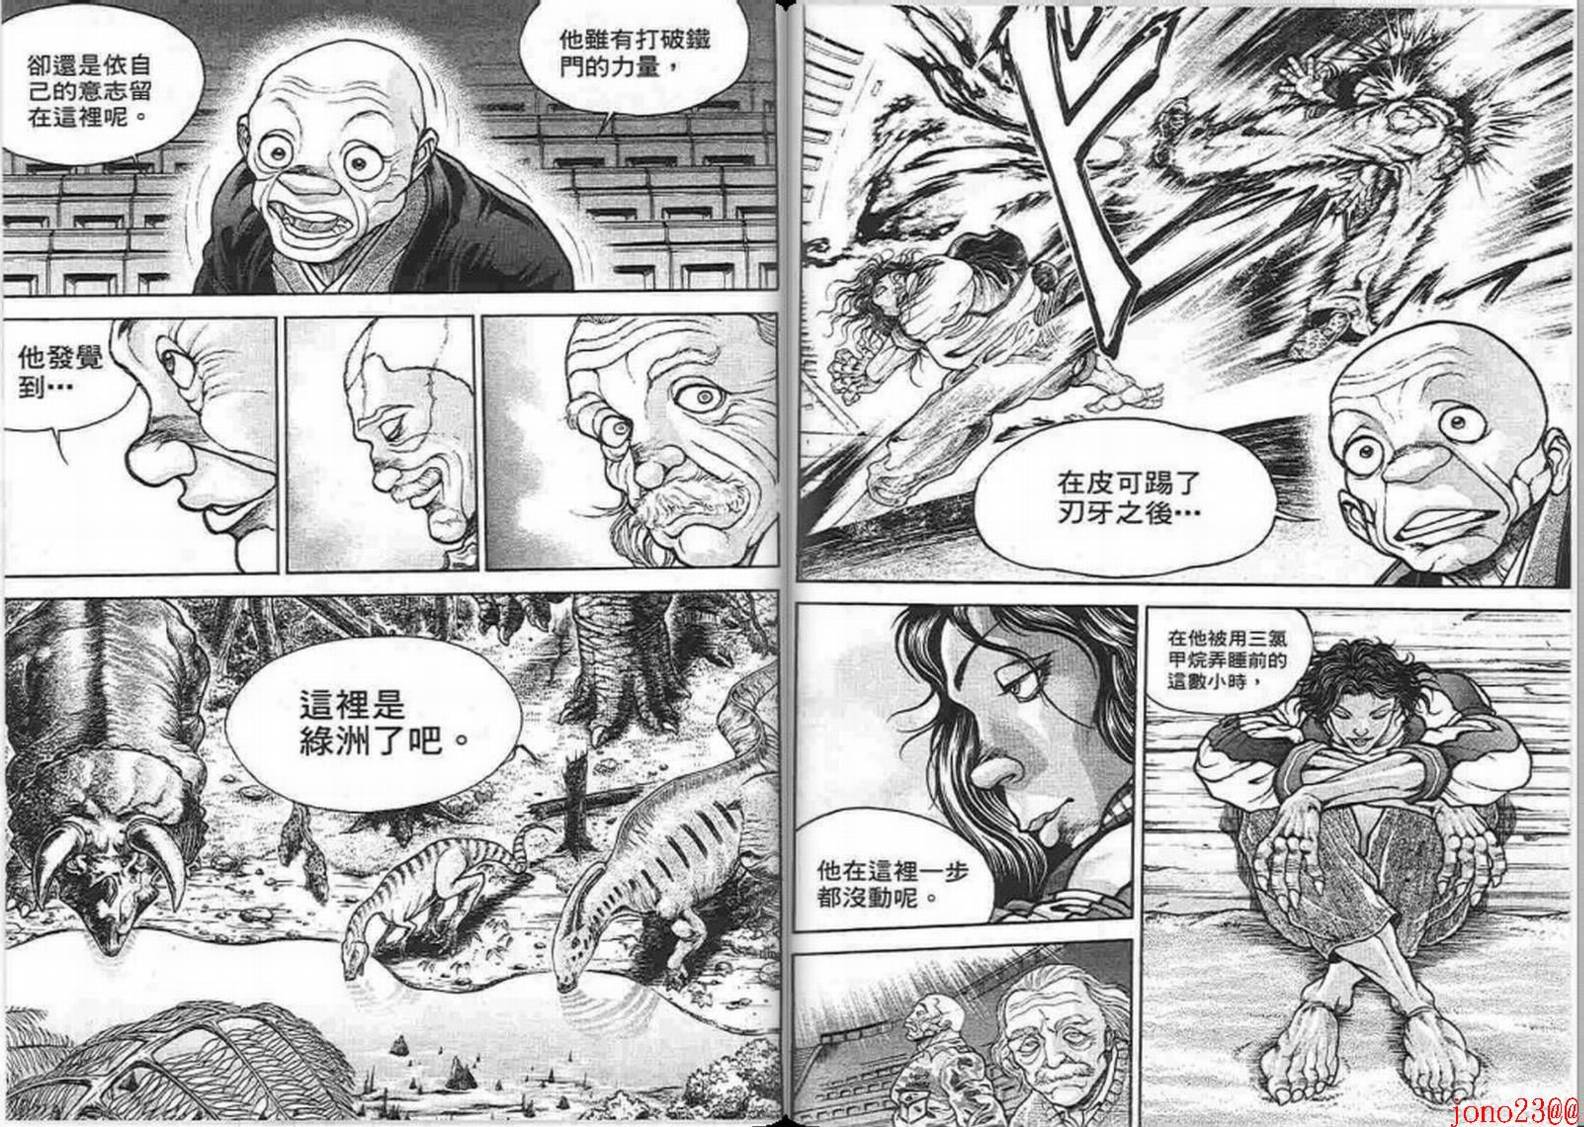 在皮可踢了
刃牙之後⋯
在他被用三氯
甲烷弄睡前的
這數小時，
他在這裡一步
都沒動呢。
他雖有打破鐵
門的力量，
卻還是依自
己的意志留
在這裡呢。
他發覺
到⋯
這裡是
綠洲了吧。
jono23@@